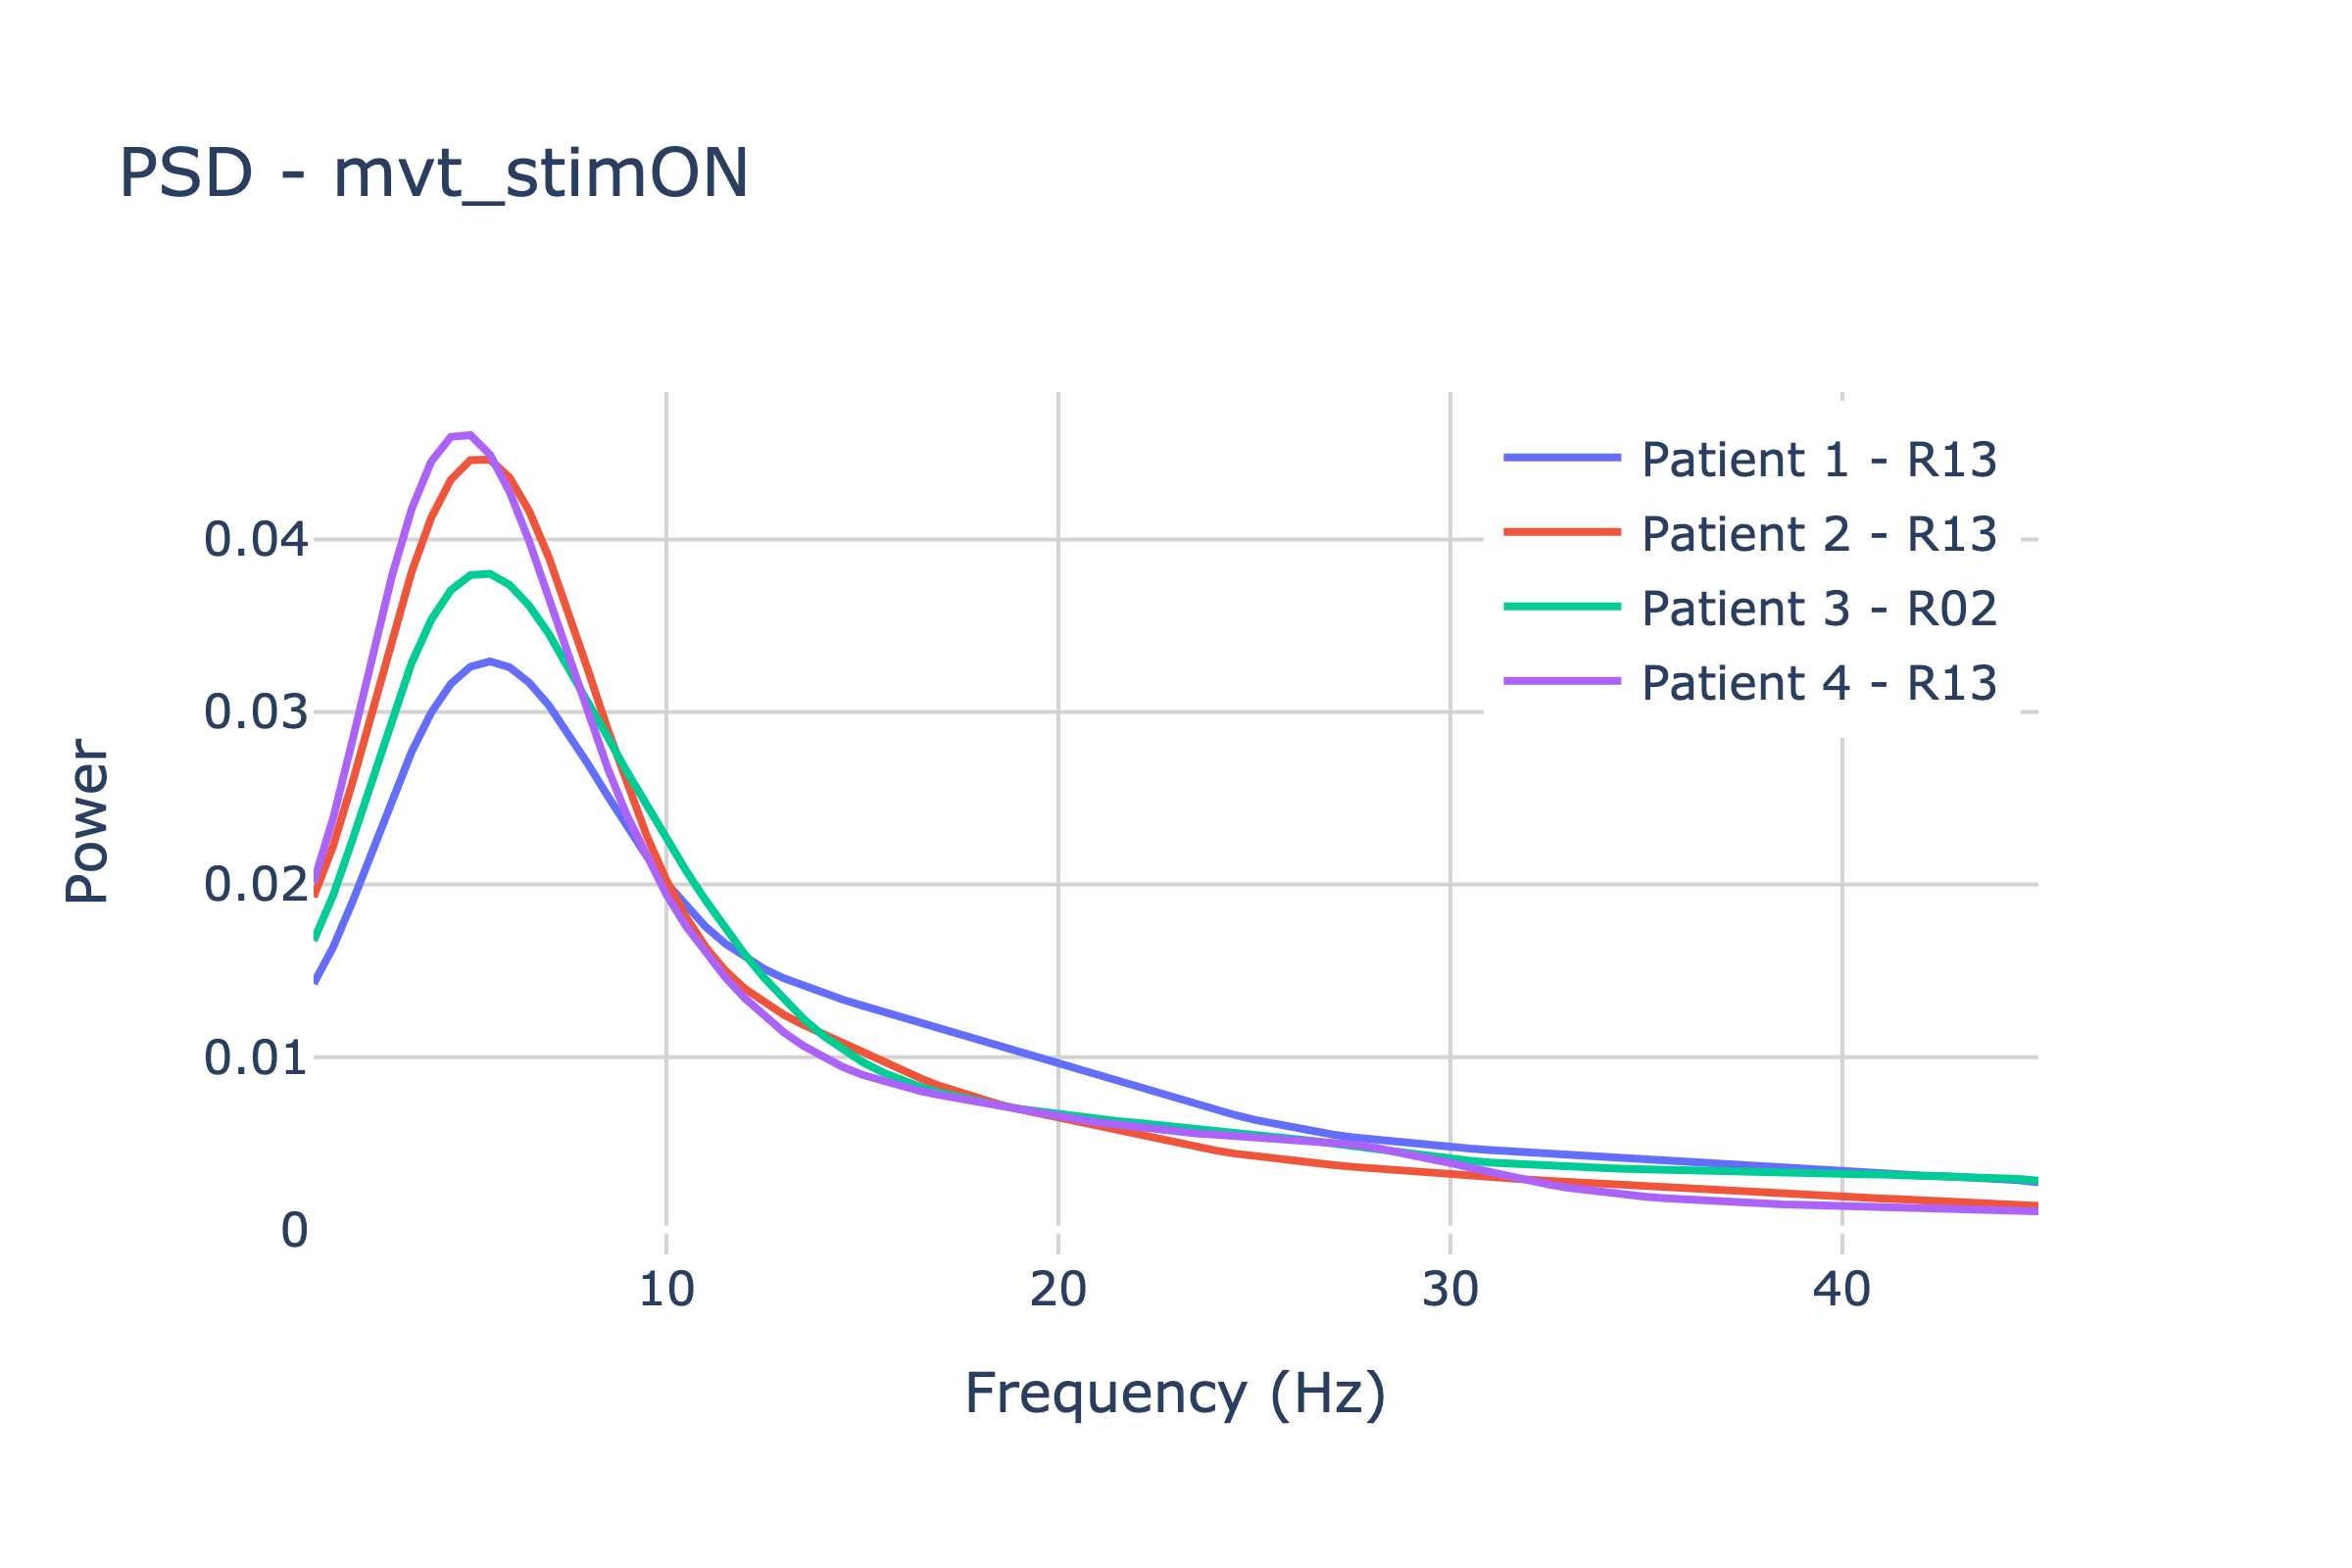 PSD - mvt_stimON
Patient 1 - R13
Patient 2 - R13
Patient 3 - R02
Patient 4 - R13
Power
0.04
0.03
0.02
0.01
0
10 20 30 40
Frequency (Hz)